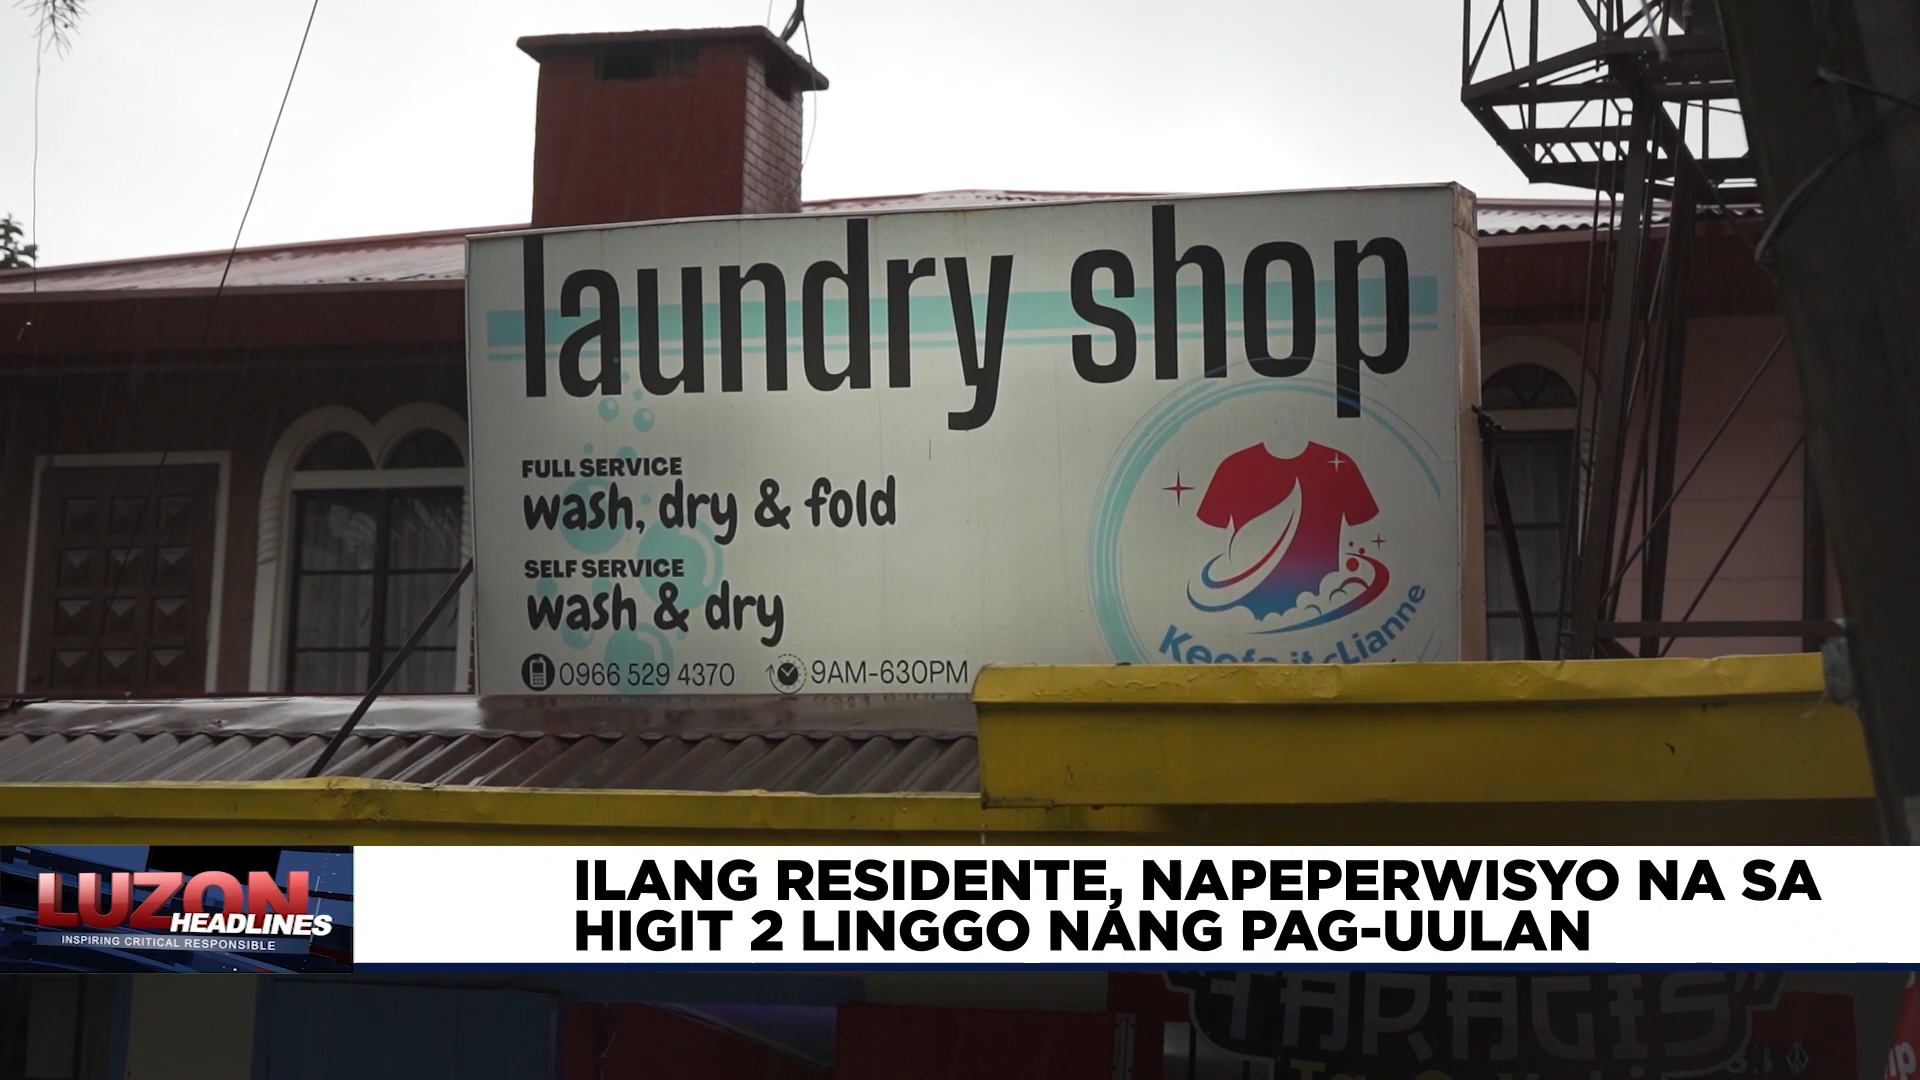 laundry shop
FULL SERVICE
wash, dry & fold
SELF SERVICE
wash & dry
0966 529 4370 9AM-630PM
LUZON
HEADLINES
INSPIRING CRITICAL RESPONSIBLE
ILANG RESIDENTE, NAPEPERWISYO NA SA
HIGIT 2 LINGGO NANG PAG-UULAN
TARAGIS